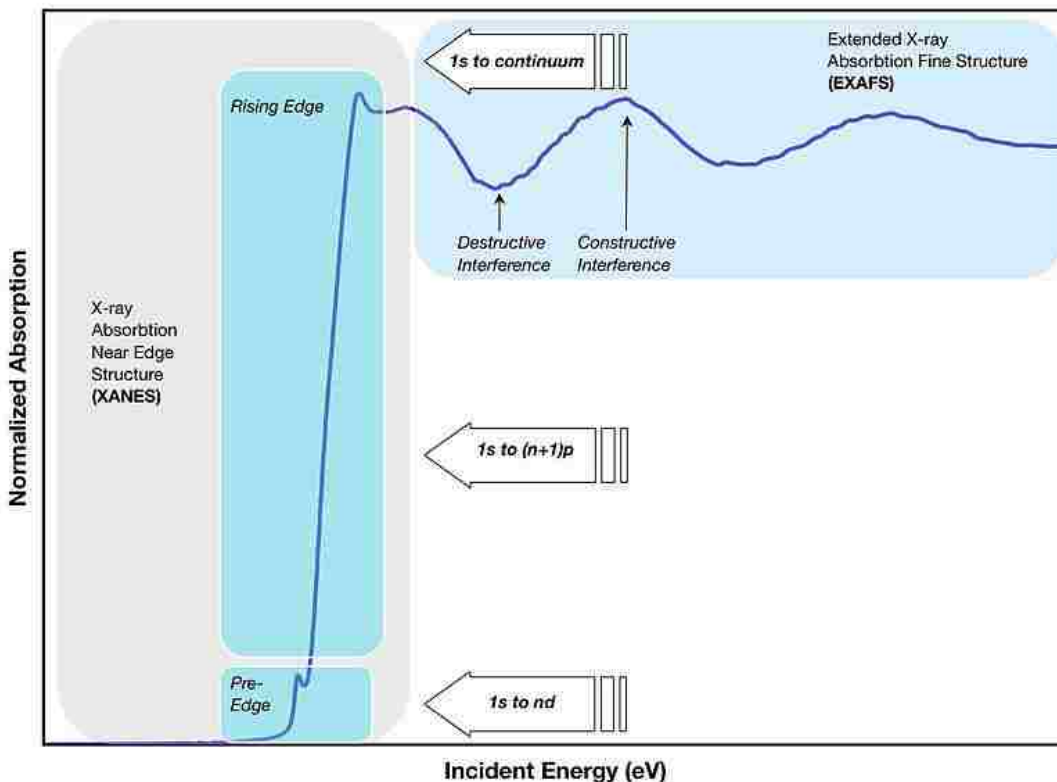 1s to continuum
Extended X-ray
Absorbtion Fine Structure
(EXAFS)
Rising Edge
Destructive
Interference
Constructive
Interference
X-ray
Absorbtion
Near Edge
Structure
(XANES)
Normalized Absorption
1s to (n+1)p
Pre-
Edge
1s to nd
Incident Energy (eV)